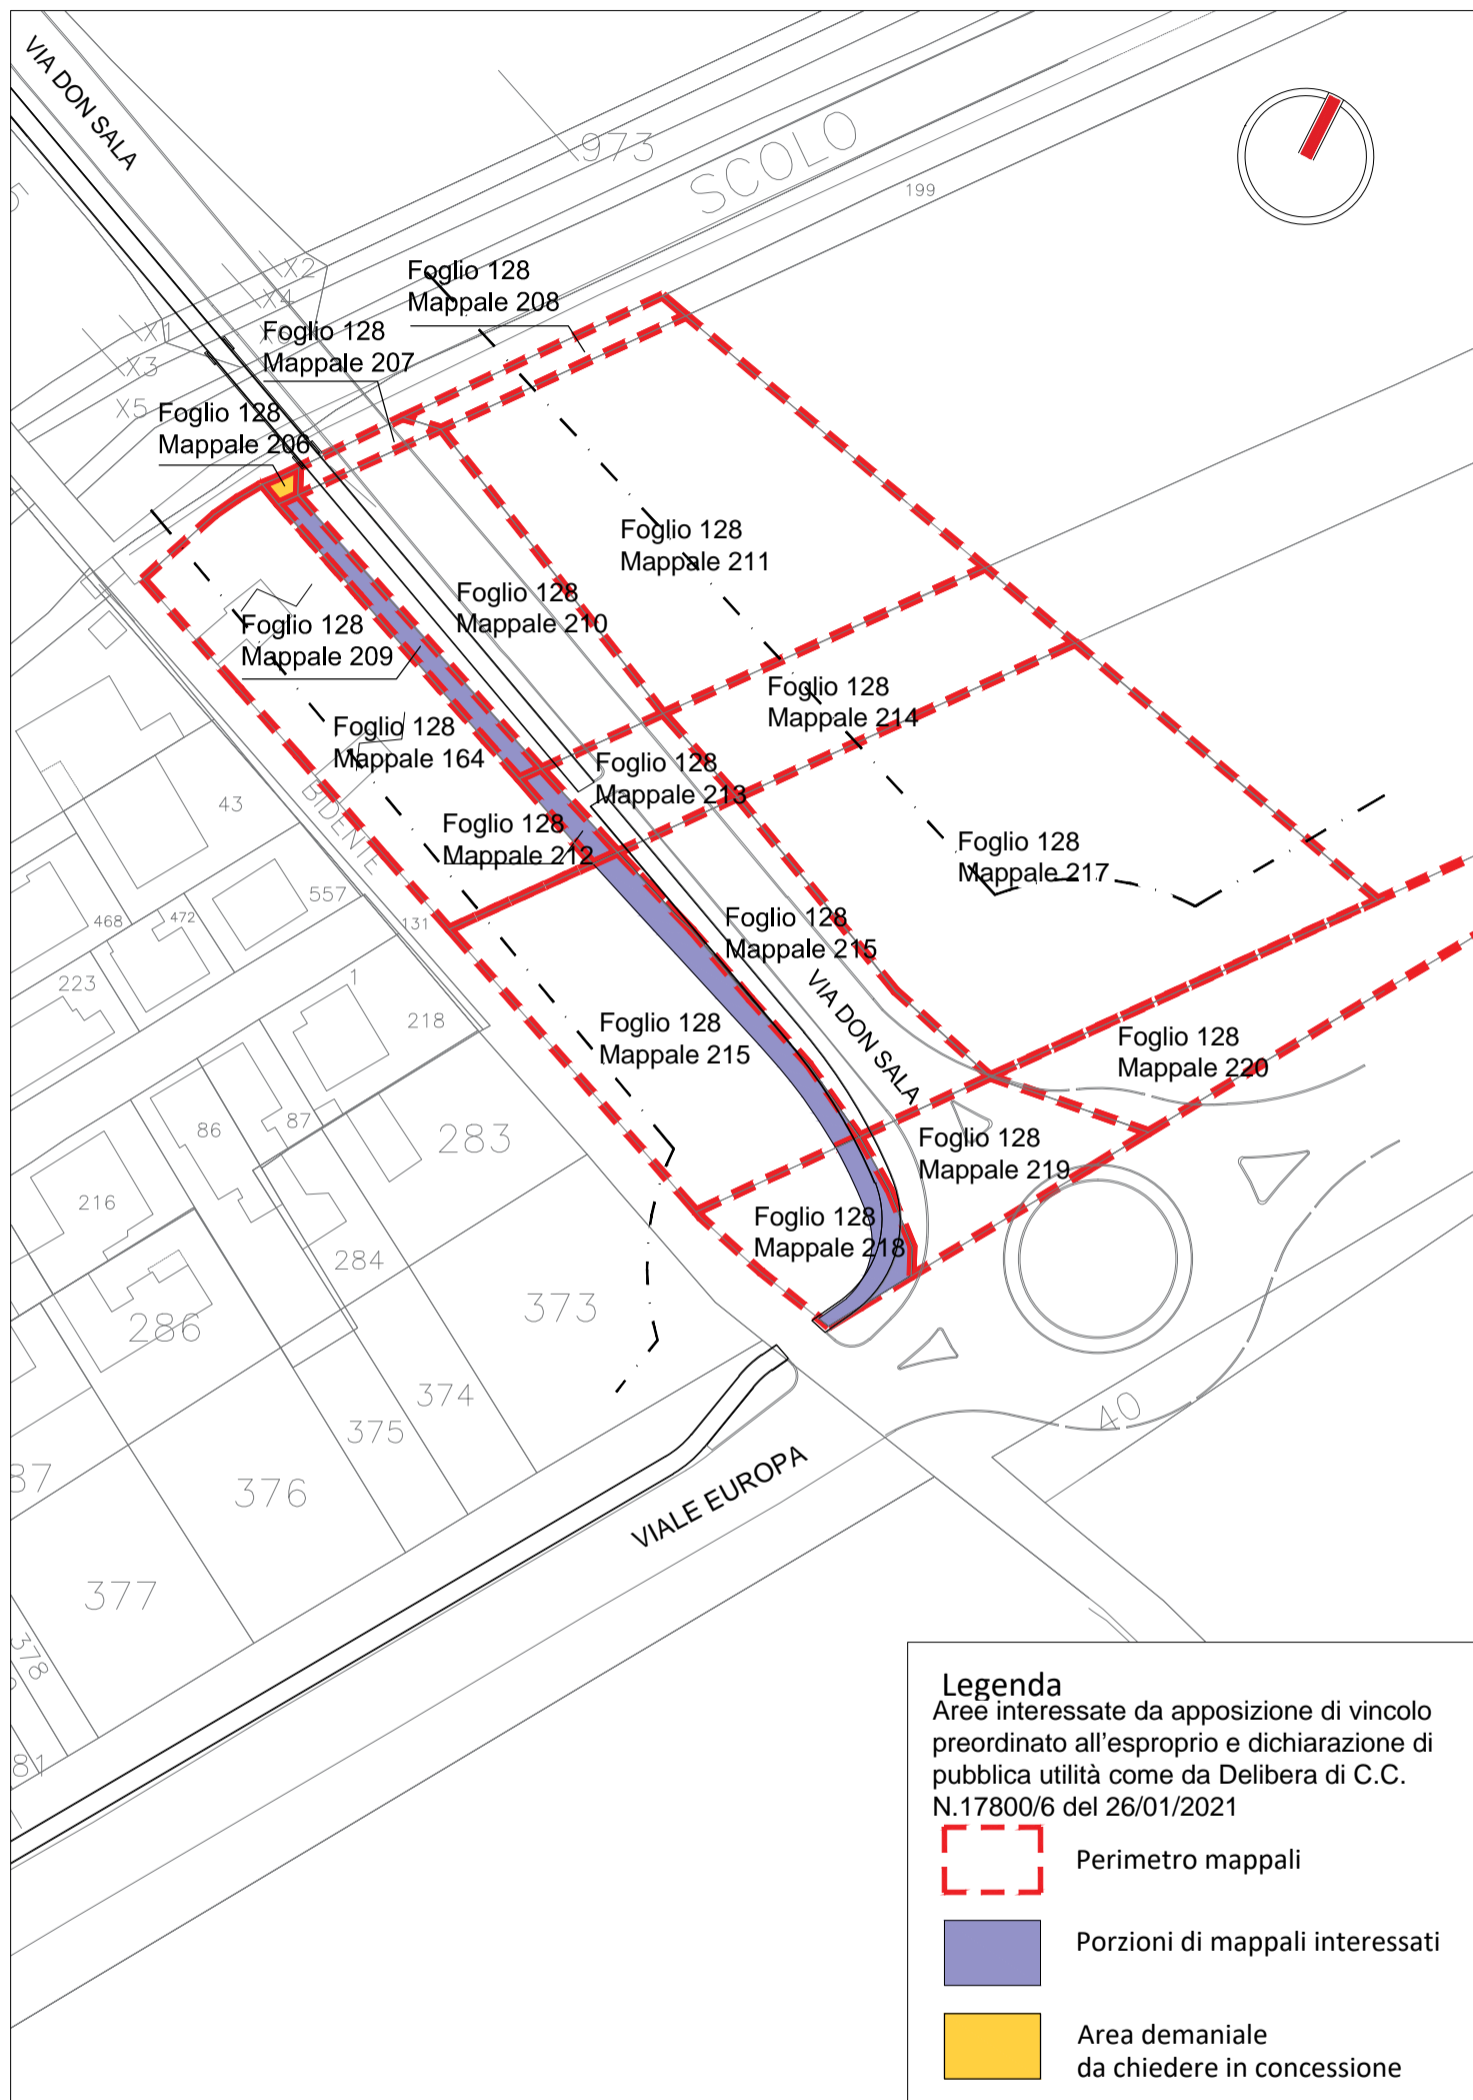 VIA DON SALA
973
SCOLO
199
X2
X4
X1
X3
X5
Foglio 128
Mappale 208
Foglio 128
Mappale 207
Foglio 128
Mappale 206
Foglio 128
Mappale 211
Foglio 128
Mappale 210
Foglio 128
Mappale 209
Foglio 128
Mappale 214
Foglio 128
Mappale 164
Foglio 128
Mappale 213
BIDENTE
43
Foglio 128
Mappale 212
Foglio 128
Mappale 217
557
468
472
131
Foglio 128
Mappale 215
223
1
218
VIA DON SALA
Foglio 128
Mappale 215
Foglio 128
Mappale 220
86
87
283
Foglio 128
Mappale 219
216
Foglio 128
Mappale 218
284
286
373
374
375
40
376
87
VIALE EUROPA
377
378
81
Legenda
Aree interessate da apposizione di vincolo
preordinato all'esproprio e dichiarazione di
pubblica utilità come da Delibera di C.C.
N.17800/6 del 26/01/2021
Perimetro mappali
Porzioni di mappali interessati
Area demaniale
da chiedere in concessione